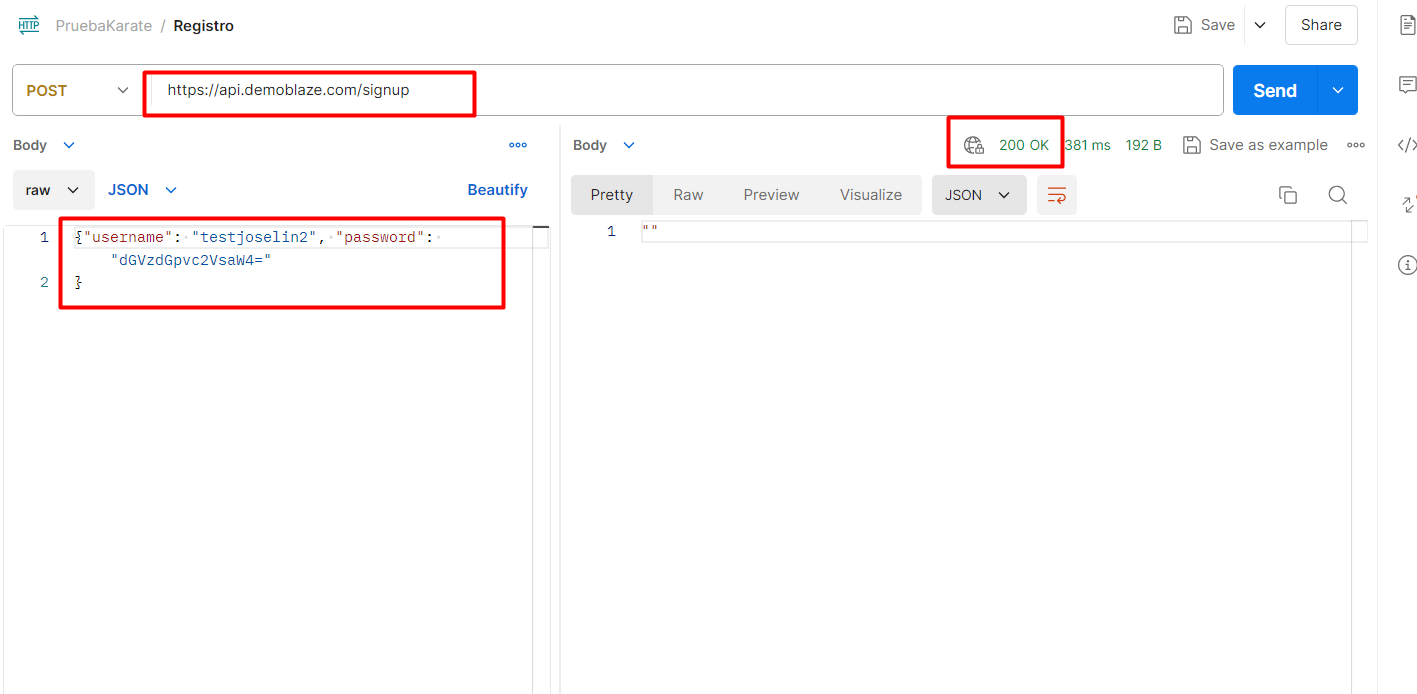 HTTP PruebaKarate / Registro Save Share
POST https://api.demoblaze.com/signup Send
Body Body 200 OK 381 ms 192 B Save as example
raw JSON Beautify Pretty Raw Preview Visualize JSON
1 {"username": "testjoselin2", "password":
"dGVzdGpvc2VsaW4="
2 }
1 ""